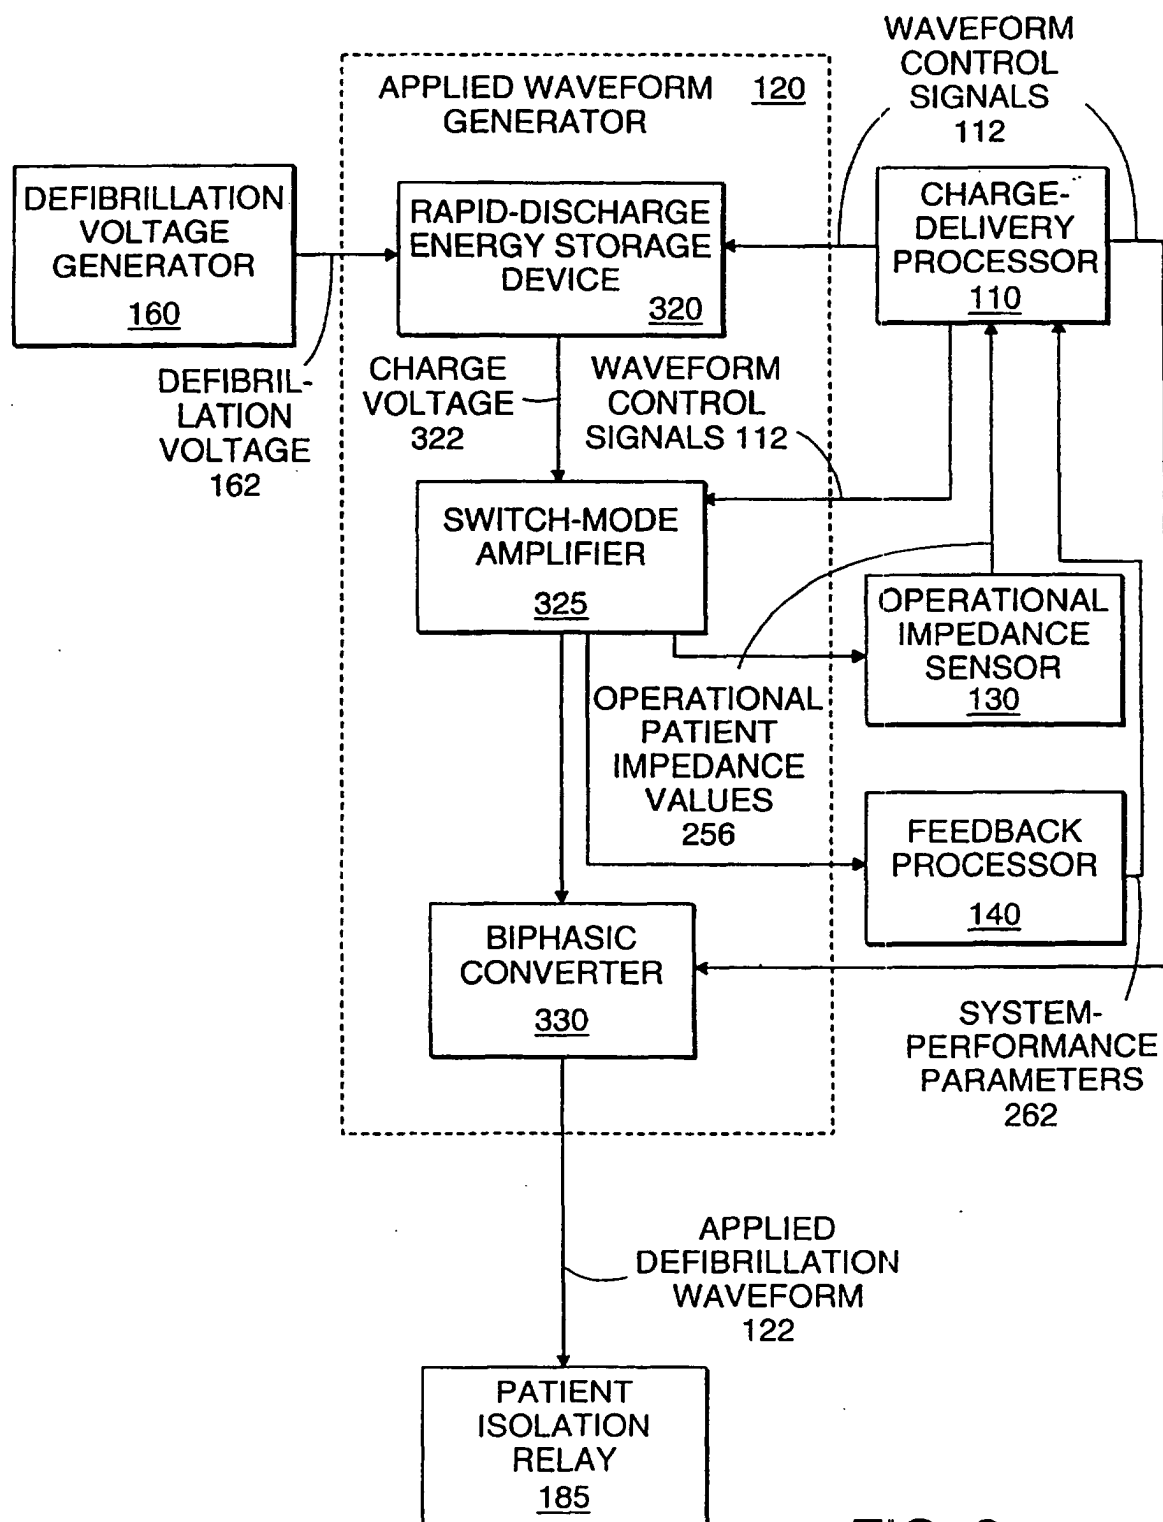 WAVEFORM
CONTROL
SIGNALS
112
APPLIED WAVEFORM 120
GENERATOR
DEFIBRILLATION
VOLTAGE
GENERATOR
160
RAPID-DISCHARGE
ENERGY STORAGE
DEVICE
320
CHARGE-
DELIVERY
PROCESSOR
110
DEFIBRIL-
LATION
VOLTAGE
162
CHARGE
VOLTAGE
322
WAVEFORM
CONTROL
SIGNALS 112
SWITCH-MODE
AMPLIFIER
325
OPERATIONAL
IMPEDANCE
SENSOR
130
OPERATIONAL
PATIENT
IMPEDANCE
VALUES
256
FEEDBACK
PROCESSOR
140
BIPHASIC
CONVERTER
330
SYSTEM-
PERFORMANCE
PARAMETERS
262
APPLIED
DEFIBRILLATION
WAVEFORM
122
PATIENT
ISOLATION
RELAY
185